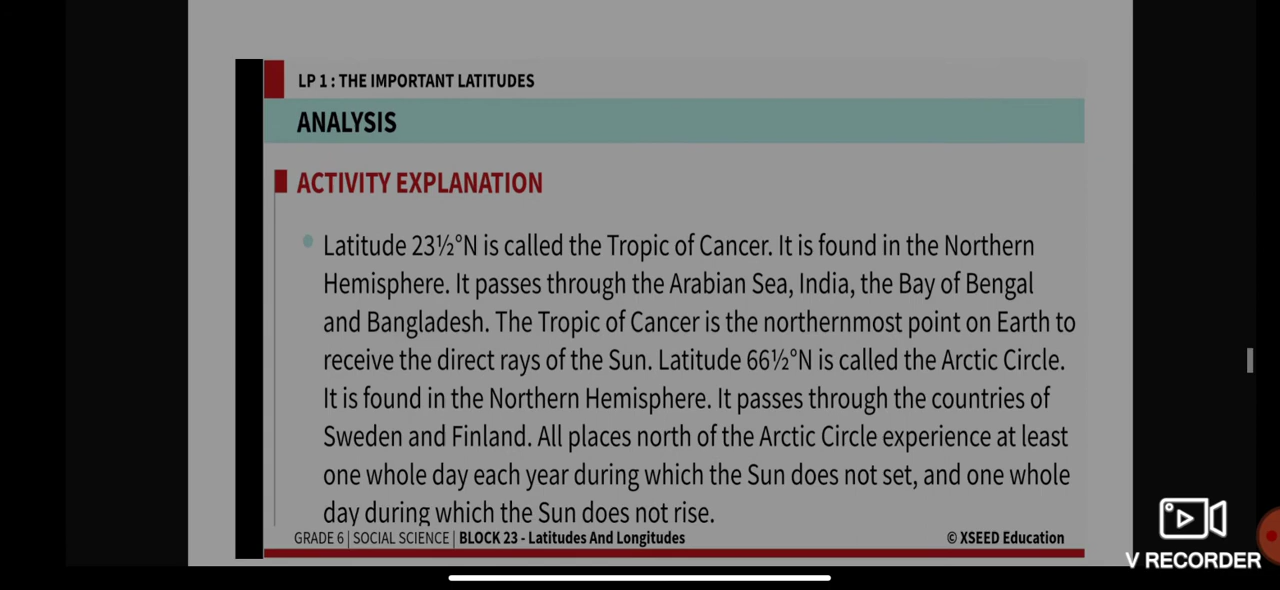 LP 1 : THE IMPORTANT LATITUDES
ANALYSIS
ACTIVITY EXPLANATION
Latitude 23½°N is called the Tropic of Cancer. It is found in the Northern
Hemisphere. It passes through the Arabian Sea, India, the Bay of Bengal
and Bangladesh. The Tropic of Cancer is the northernmost point on Earth to
receive the direct rays of the Sun. Latitude 66½°N is called the Arctic Circle.
It is found in the Northern Hemisphere. It passes through the countries of
Sweden and Finland. All places north of the Arctic Circle experience at least
one whole day each year during which the Sun does not set, and one whole
day during which the Sun does not rise.
GRADE 6 | SOCIAL SCIENCE | BLOCK 23 - Latitudes And Longitudes © XSEED Education
V RECORDER